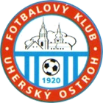 FOTBALOVÝ KLUB
1920
UHERSKÝ OSTROH